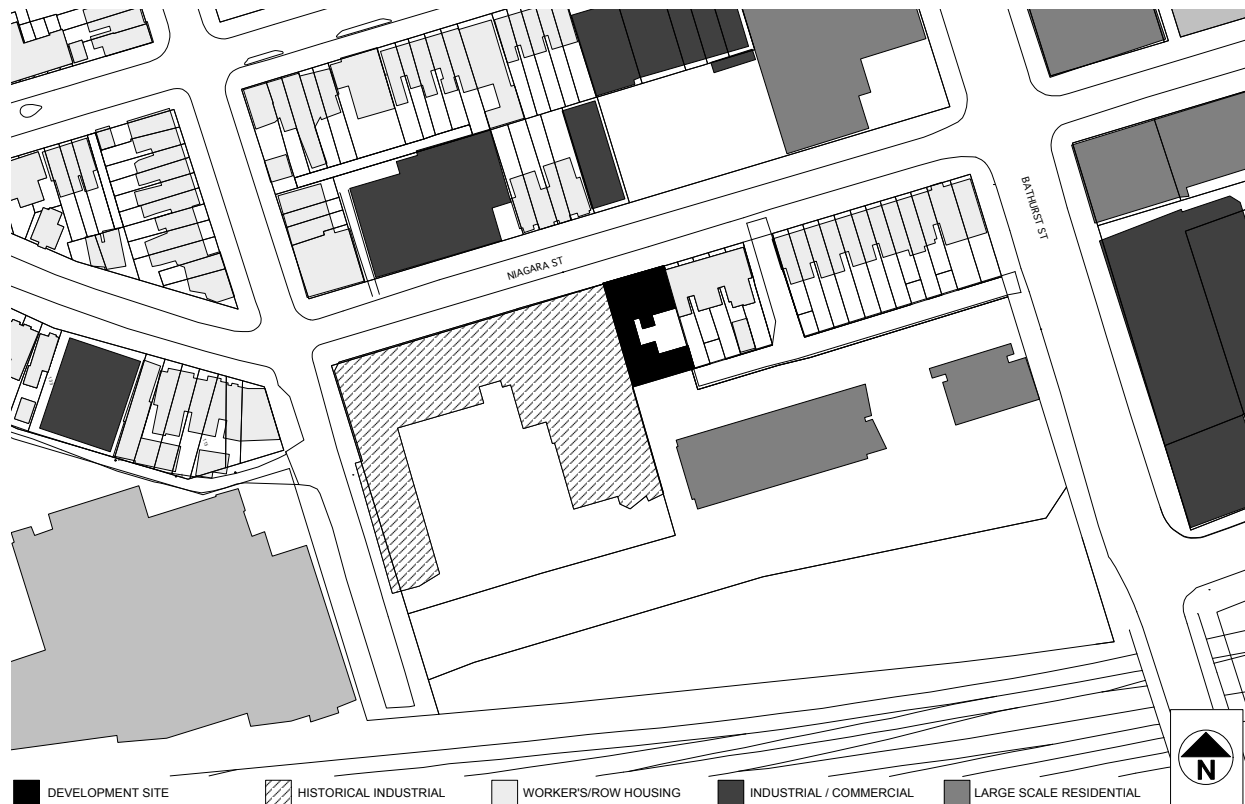 BATHURST ST
NIAGARA ST
N
DEVELOPMENT SITE
HISTORICAL INDUSTRIAL
WORKER'S/ROW HOUSING
INDUSTRIAL / COMMERCIAL
LARGE SCALE RESIDENTIAL